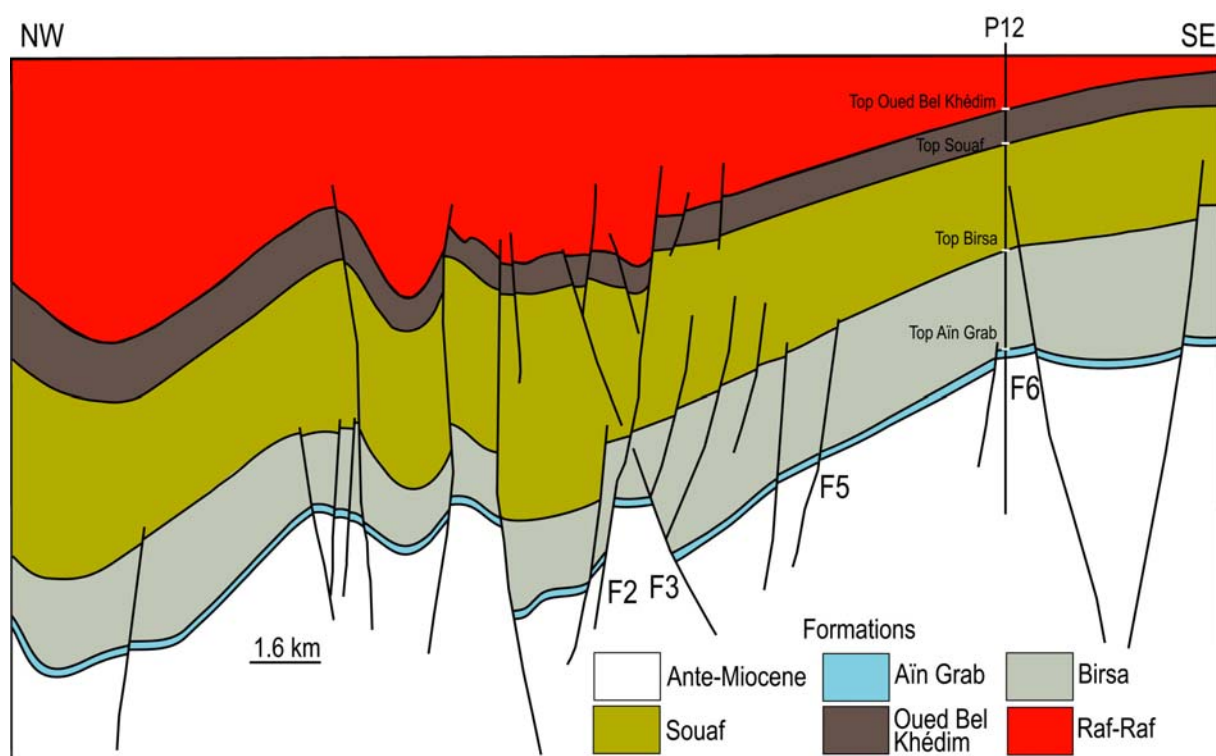 NW
P12
SE
Top Oued Bel Khédim
Top Souaf
Top Birsa
Top Aïn Grab
F6
F5
F2
F3
1.6 km
Formations
Ante-Miocene
Aïn Grab
Birsa
Souaf
Oued Bel
Khédim
Raf-Raf